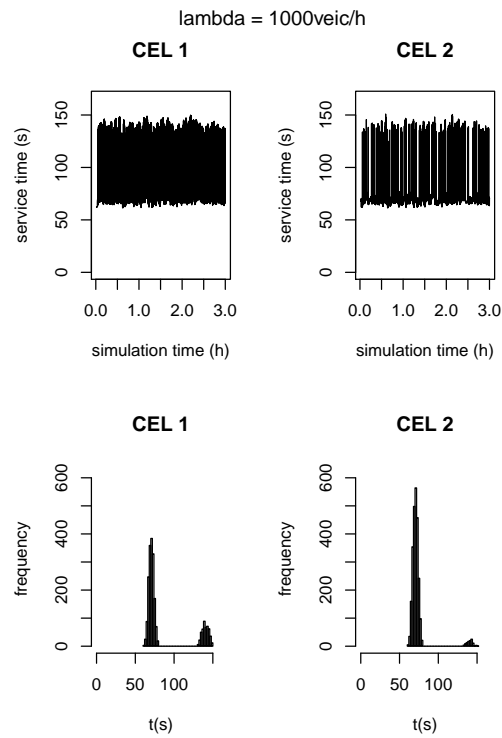 lambda = 1000veic/h
CEL 1
CEL 2
service time (s)
0 50 100 150
0.0 1.0 2.0 3.0
simulation time (h)
service time (s)
0 50 100 150
0.0 1.0 2.0 3.0
simulation time (h)
CEL 1
CEL 2
frequency
0 200 400 600
0 50 100
t(s)
frequency
0 200 400 600
0 50 100
t(s)